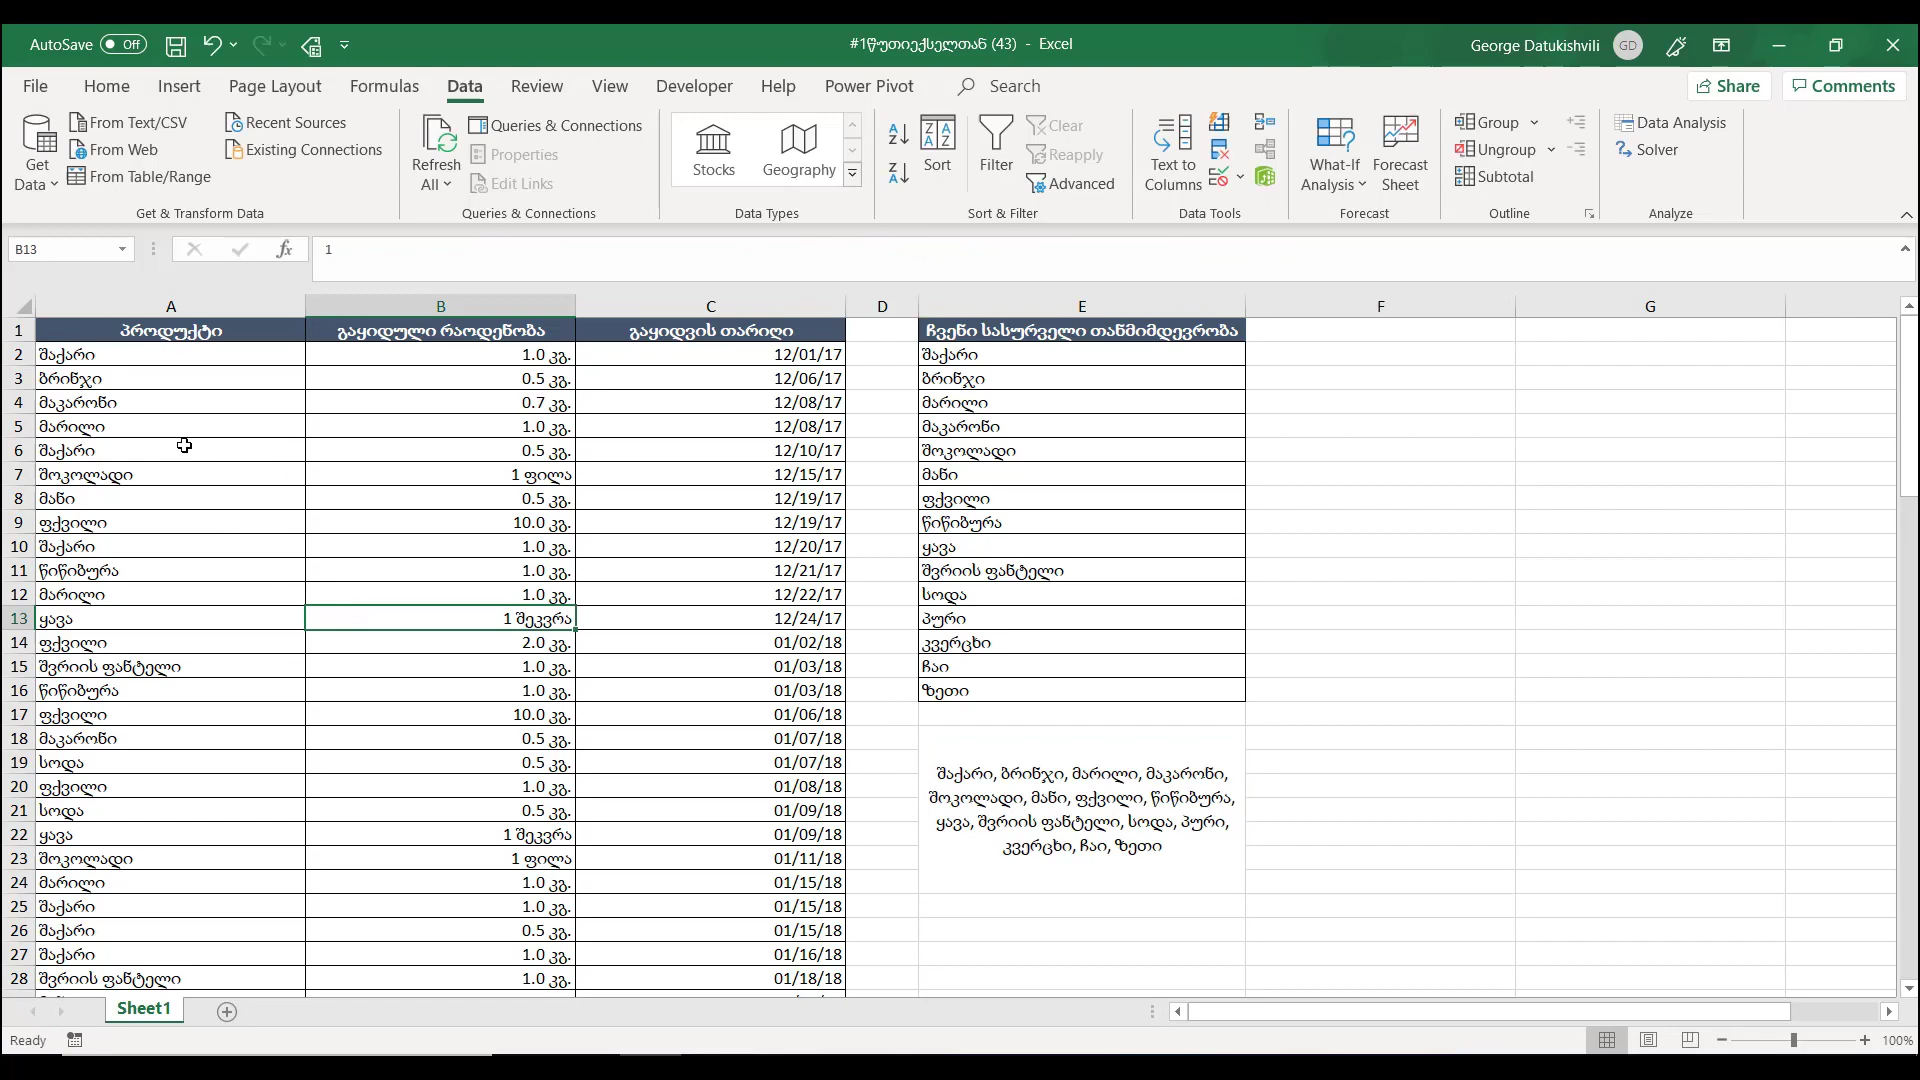 AutoSave Off
#1წუთიექსელთან (43) - Excel
George Datukishvili GD
File Home Insert Page Layout Formulas Data Review View Developer Help Power Pivot Search Share Comments
Get Data
From Text/CSV
From Web
From Table/Range
Recent Sources
Existing Connections
Get & Transform Data
Refresh All
Queries & Connections
Properties
Edit Links
Queries & Connections
Stocks
Geography
Data Types
Sort
Filter
Clear
Reapply
Advanced
Sort & Filter
Text to Columns
Data Tools
What-If Analysis
Forecast Sheet
Forecast
Group
Ungroup
Subtotal
Outline
Data Analysis
Solver
Analyze
B13 fx 1
A B C D E F G
1 პროდუქტი გაყიდული რაოდენობა გაყიდვის თარიღი ჩვენი სასურველი თანმიმდევრობა
2 შაქარი 1.0 კგ. 12/01/17 შაქარი
3 ბრინჯი 0.5 კგ. 12/06/17 ბრინჯი
4 მაკარონი 0.7 კგ. 12/08/17 მარილი
5 მარილი 1.0 კგ. 12/08/17 მაკარონი
6 შაქარი 0.5 კგ. 12/10/17 შოკოლადი
7 შოკოლადი 1 ფილა 12/15/17 მანი
8 მანი 0.5 კგ. 12/19/17 ფქვილი
9 ფქვილი 10.0 კგ. 12/19/17 წიწიბურა
10 შაქარი 1.0 კგ. 12/20/17 ყავა
11 წიწიბურა 1.0 კგ. 12/21/17 შვრიის ფანტელი
12 მარილი 1.0 კგ. 12/22/17 სოდა
13 ყავა 1 შეკვრა 12/24/17 პური
14 ფქვილი 2.0 კგ. 01/02/18 კვერცხი
15 შვრიის ფანტელი 1.0 კგ. 01/03/18 ჩაი
16 წიწიბურა 1.0 კგ. 01/03/18 ზეთი
17 ფქვილი 10.0 კგ. 01/06/18
18 მაკარონი 0.5 კგ. 01/07/18
19 სოდა 0.5 კგ. 01/07/18
20 ფქვილი 1.0 კგ. 01/08/18
21 სოდა 0.5 კგ. 01/09/18
22 ყავა 1 შეკვრა 01/09/18
23 შოკოლადი 1 ფილა 01/11/18
24 მარილი 1.0 კგ. 01/15/18
25 შაქარი 1.0 კგ. 01/15/18
26 შაქარი 0.5 კგ. 01/15/18
27 შაქარი 1.0 კგ. 01/16/18
28 შვრიის ფანტელი 1.0 კგ. 01/18/18
შაქარი, ბრინჯი, მარილი, მაკარონი,
შოკოლადი, მანი, ფქვილი, წიწიბურა,
ყავა, შვრიის ფანტელი, სოდა, პური,
კვერცხი, ჩაი, ზეთი
Sheet1
Ready 100%